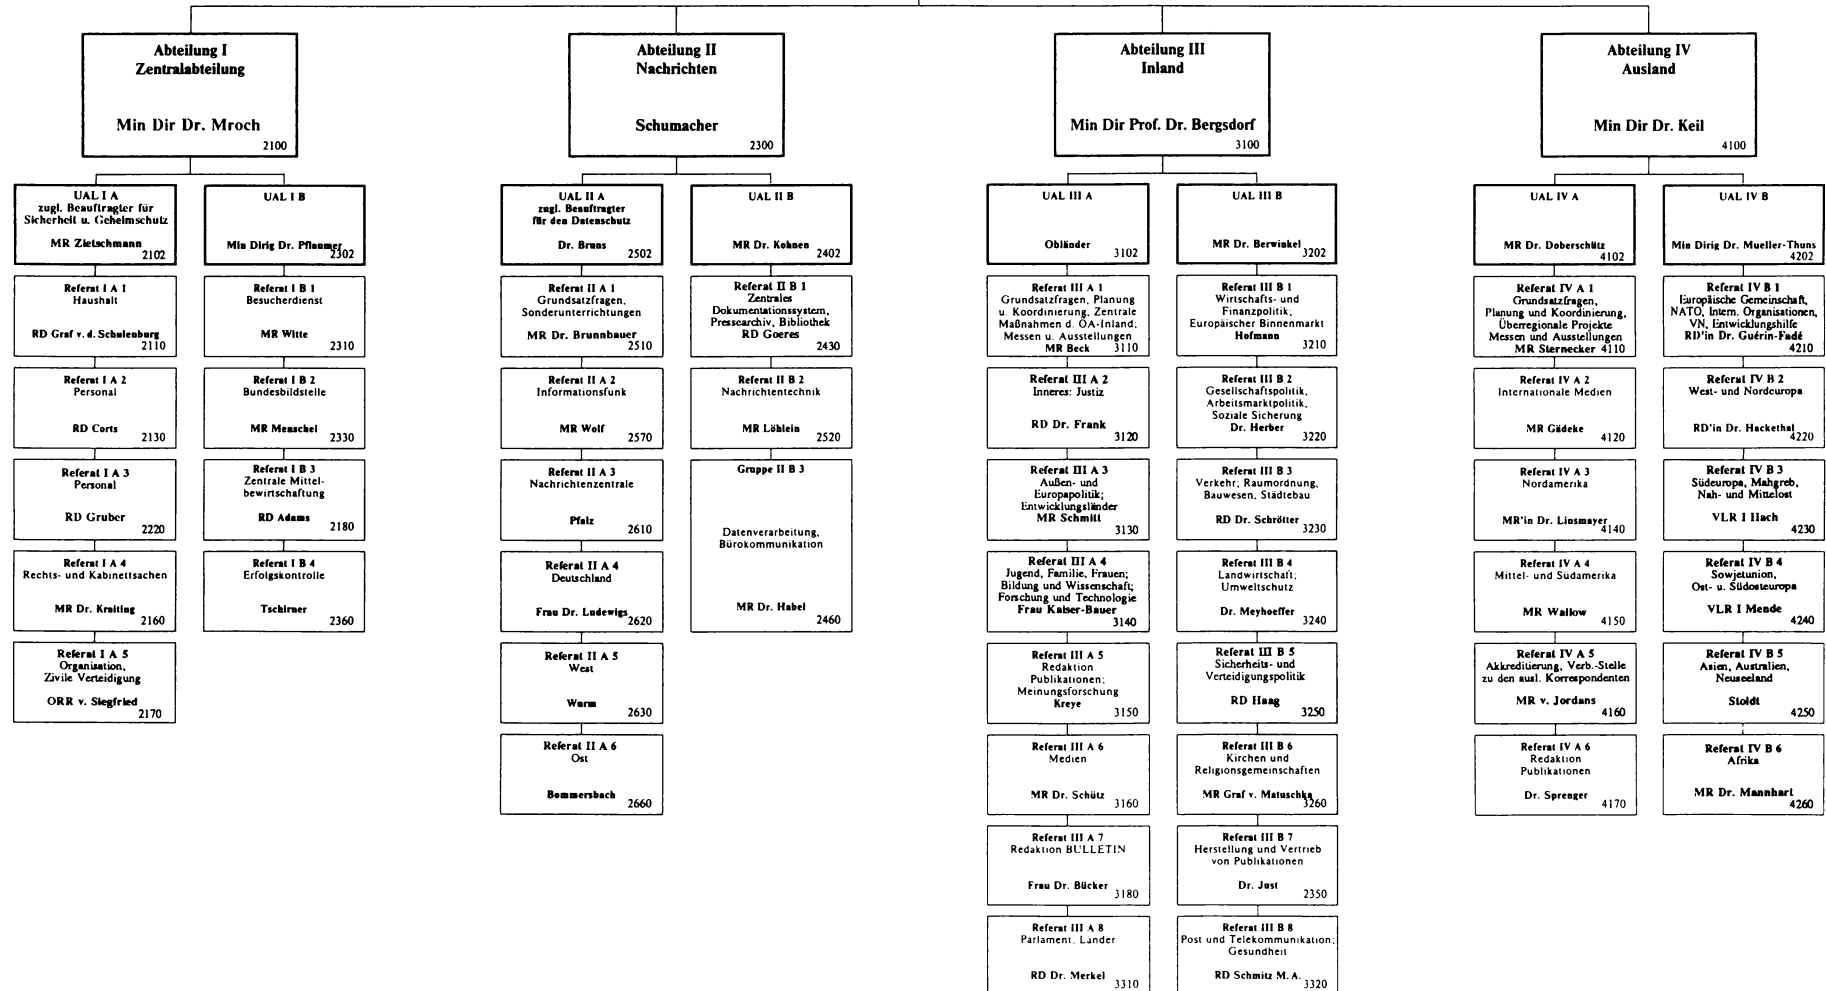 Abteilung I
Zentralabteilung
Min Dir Dr. Mroch
2100
UAL I A
zugl. Beauftragter für
Sicherheit u. Geheimschutz
MR Zietschmann
2102
Referat I A 1
Haushalt
RD Graf v. d. Schulenburg
2110
Referat I A 2
Personal
RD Corts
2130
Referat I A 3
Personal
RD Gruber
2220
Referat I A 4
Rechts- und Kabinettsachen
MR Dr. Kraiting
2160
Referat I A 5
Organisation,
Zivile Verteidigung
ORR v. Siegfried
2170
UAL I B
Min Dirig Dr. Pflaumer
2302
Referat I B 1
Besucherdienst
MR Witte
2310
Referat I B 2
Bundesbildstelle
MR Menschel
2330
Referat I B 3
Zentrale Mittel-
bewirtschaftung
RD Adams
2180
Referat I B 4
Erfolgskontrolle
Tschirner
2360
Abteilung II
Nachrichten
Schumacher
2300
UAL II A
zugl. Beauftragter
für den Datenschutz
Dr. Bruns
2502
Referat II A 1
Grundsatzfragen,
Sonderunterrichtungen
MR Dr. Brunnbauer
2510
Referat II A 2
Informationsfunk
MR Wolf
2570
Referat II A 3
Nachrichtenzentrale
Pfalz
2610
Referat II A 4
Deutschland
Frau Dr. Ludewigs
2620
Referat II A 5
West
Wurm
2630
Referat II A 6
Ost
Bommersbach
2660
UAL II B
MR Dr. Kohnen
2402
Referat II B 1
Zentrales
Dokumentationssystem,
Pressearchiv, Bibliothek
RD Goeres
2430
Referat II B 2
Nachrichtentechnik
MR Löhlein
2520
Gruppe II B 3
Datenverarbeitung,
Bürokommunikation
MR Dr. Habel
2460
Abteilung III
Inland
Min Dir Prof. Dr. Bergsdorf
3100
UAL III A
Obländer
3102
Referat III A 1
Grundsatzfragen, Planung
u. Koordinierung, Zentrale
Maßnahmen d. ÖA-Inland;
Messen u. Ausstellungen
MR Beck
3110
Referat III A 2
Inneres; Justiz
RD Dr. Frank
3120
Referat III A 3
Außen- und
Europapolitik;
Entwicklungsländer
MR Schmitt
3130
Referat III A 4
Jugend, Familie, Frauen;
Bildung und Wissenschaft;
Forschung und Technologie
Frau Kaiser-Bauer
3140
Referat III A 5
Redaktion
Publikationen;
Meinungsforschung
Kreye
3150
Referat III A 6
Medien
MR Dr. Schütz
3160
Referat III A 7
Redaktion BULLETIN
Frau Dr. Bücker
3180
Referat III A 8
Parlament, Länder
RD Dr. Merkel
3310
UAL III B
MR Dr. Berwinkel
3202
Referat III B 1
Wirtschafts- und
Finanzpolitik;
Europäischer Binnenmarkt
Hofmann
3210
Referat III B 2
Gesellschaftspolitik,
Arbeitsmarktpolitik,
Soziale Sicherung
Dr. Herber
3220
Referat III B 3
Verkehr; Raumordnung,
Bauwesen, Städtebau
RD Dr. Schrötter
3230
Referat III B 4
Landwirtschaft;
Umweltschutz
Dr. Meyhoeffer
3240
Referat III B 5
Sicherheits- und
Verteidigungspolitik
RD Haag
3250
Referat III B 6
Kirchen und
Religionsgemeinschaften
MR Graf v. Matuschka
3260
Referat III B 7
Herstellung und Vertrieb
von Publikationen
Dr. Just
2350
Referat III B 8
Post und Telekommunikation;
Gesundheit
RD Schmitz M.A.
3320
Abteilung IV
Ausland
Min Dir Dr. Keil
4100
UAL IV A
MR Dr. Doberschütz
4102
Referat IV A 1
Grundsatzfragen,
Planung und Koordinierung,
Überregionale Projekte
Messen und Ausstellungen
MR Sternecker
4110
Referat IV A 2
Internationale Medien
MR Gädeke
4120
Referat IV A 3
Nordamerika
MR'in Dr. Linsmayer
4140
Referat IV A 4
Mittel- und Südamerika
MR Wallow
4150
Referat IV A 5
Akkreditierung, Verb.-Stelle
zu den ausl. Korrespondenten
MR v. Jordans
4160
Referat IV A 6
Redaktion
Publikationen
Dr. Sprenger
4170
UAL IV B
Min Dirig Dr. Mueller-Thuns
4202
Referat IV B 1
Europäische Gemeinschaft,
NATO, Intern. Organisationen,
VN, Entwicklungshilfe
RD'in Dr. Guérin-Fadé
4210
Referat IV B 2
West- und Nordeuropa
RD'in Dr. Hackethal
4220
Referat IV B 3
Südeuropa, Mahgreb,
Nah- und Mittelost
VLR I Hach
4230
Referat IV B 4
Sowjetunion,
Ost- u. Südosteuropa
VLR I Mende
4240
Referat IV B 5
Asien, Australien,
Neuseeland
Stoldt
4250
Referat IV B 6
Afrika
MR Dr. Mannhart
4260